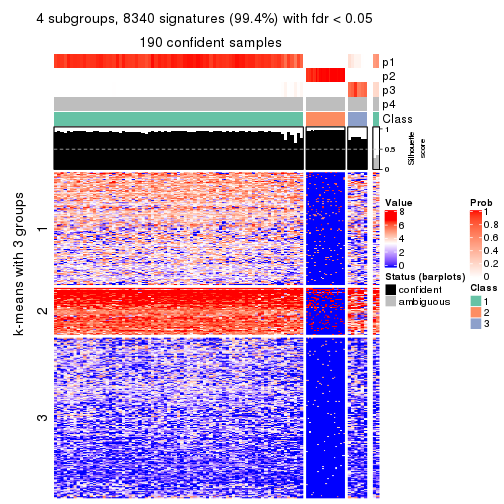 4 subgroups, 8340 signatures (99.4%) with fdr < 0.05
190 confident samples
p1
p2
p3
p4
Class
1
0.5
0
Silhouette
score
k-means with 3 groups
1
2
3
Value
8
6
4
2
0
Status (barplots)
confident
ambiguous
Prob
1
0.8
0.6
0.4
0.2
0
Class
1
2
3